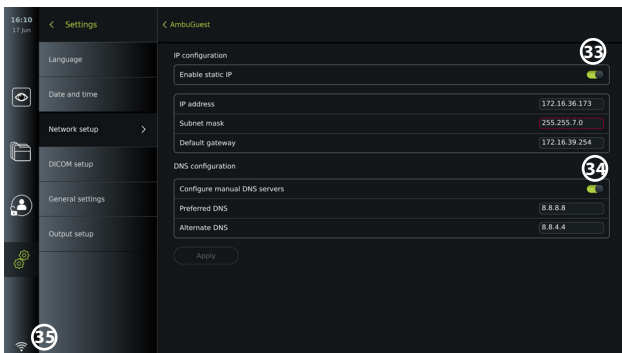 16:10
17 Jun
Settings
Language
Date and time
Network setup
DICOM setup
General settings
Output setup
35
AmbuGuest
IP configuration
33
Enable static IP
IP address 172.16.36.173
Subnet mask 255.255.7.0
Default gateway 172.16.39.254
DNS configuration
34
Configure manual DNS servers
Preferred DNS 8.8.8.8
Alternate DNS 8.8.4.4
Apply